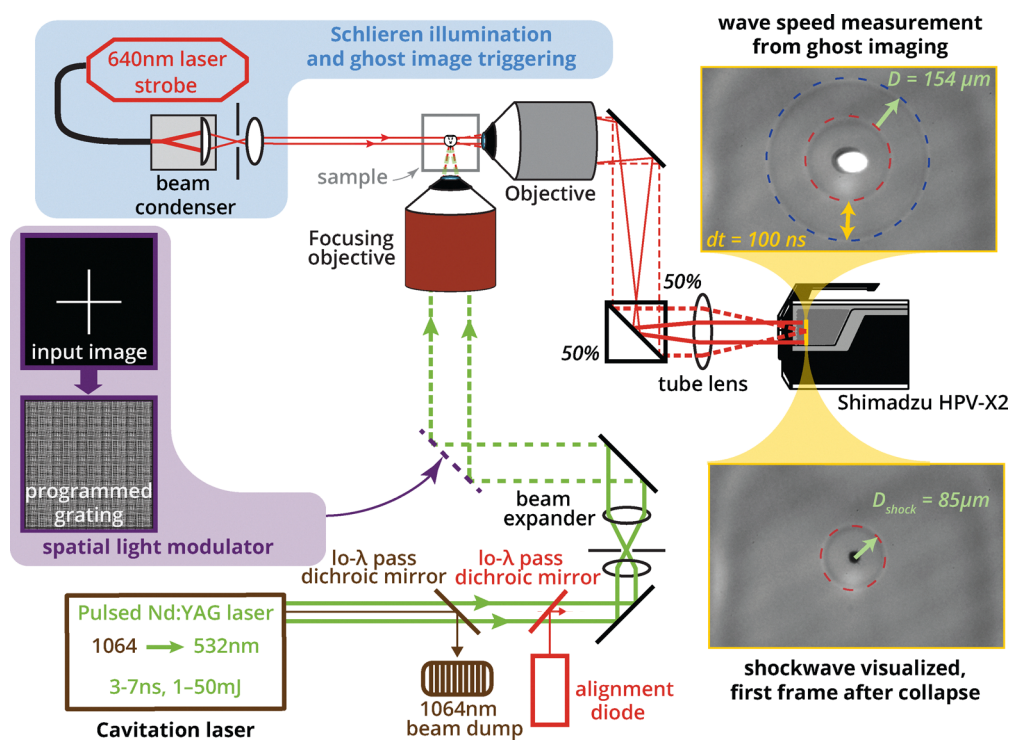 Schlieren illumination
and ghost image triggering
640nm laser
strobe
beam
condenser
sample
Objective
Focusing
objective
wave speed measurement
from ghost imaging
D = 154 μm
dt = 100 ns
50%
50%
tube lens
Shimadzu HPV-X2
input image
programmed
grating
spatial light modulator
beam
expander
lo-λ pass
dichroic mirror
lo-λ pass
dichroic mirror
Pulsed Nd:YAG laser
1064
532nm
3-7ns, 1–50mJ
Cavitation laser
1064nm
beam dump
alignment
diode
Dshock = 85μm
shockwave visualized,
first frame after collapse